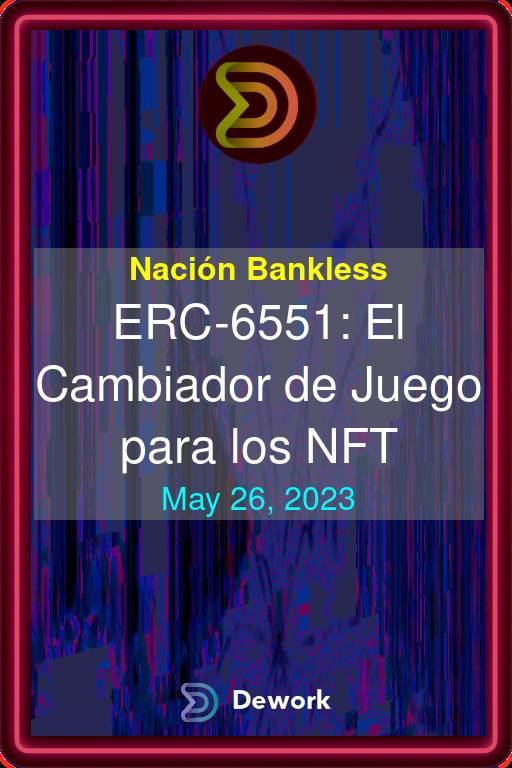 Nación Bankless
ERC-6551: El
Cambiador de Juego
para los NFT
May 26, 2023
Dework